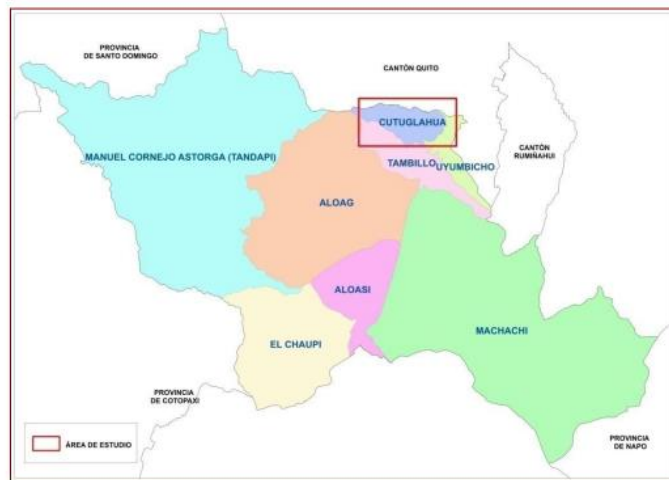 PROVINCIA
DE SANTO DOMINGO
CANTÓN QUITO
CUTUGLAHUA
CANTÓN
RUMIÑAHUI
MANUEL CORNEJO ASTORGA (TANDAPI)
TAMBILLO
UYUMBICHO
ALOAG
ALOASI
MACHACHI
EL CHAUPI
PROVINCIA
DE COTOPAXI
ÁREA DE ESTUDIO
PROVINCIA
DE NAPO